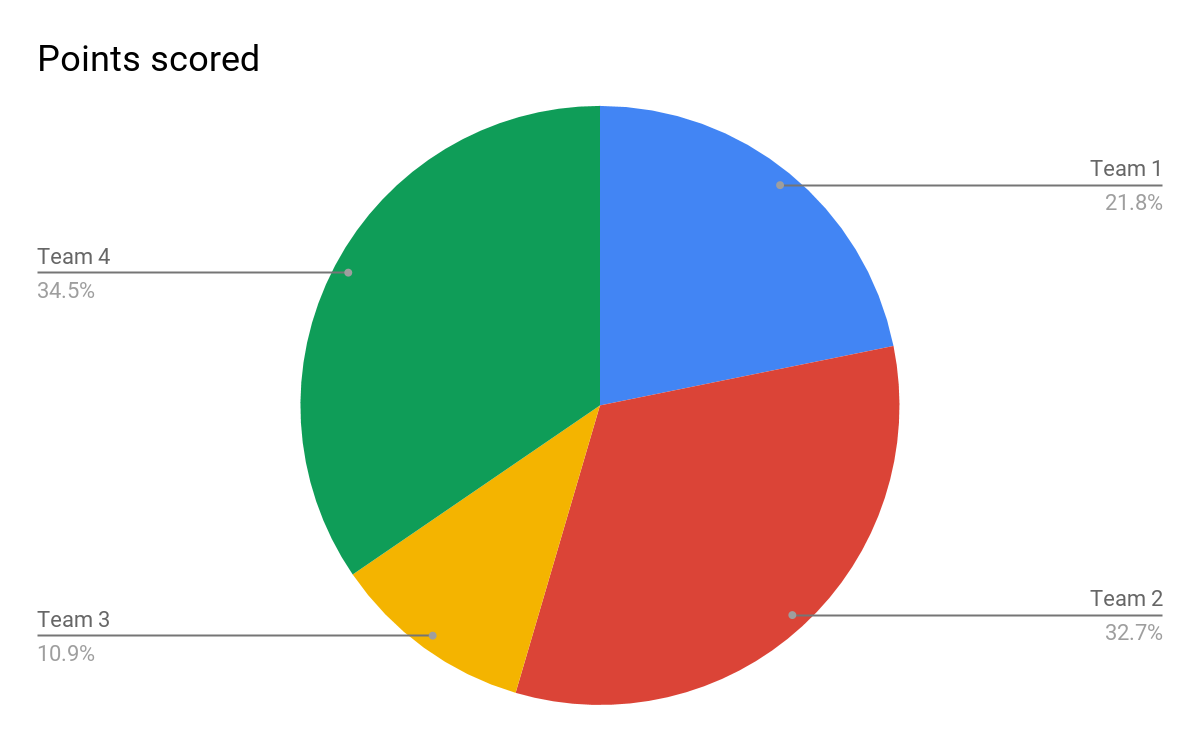 Points scored
Team 1
21.8%
Team 4
34.5%
Team 2
32.7%
Team 3
10.9%